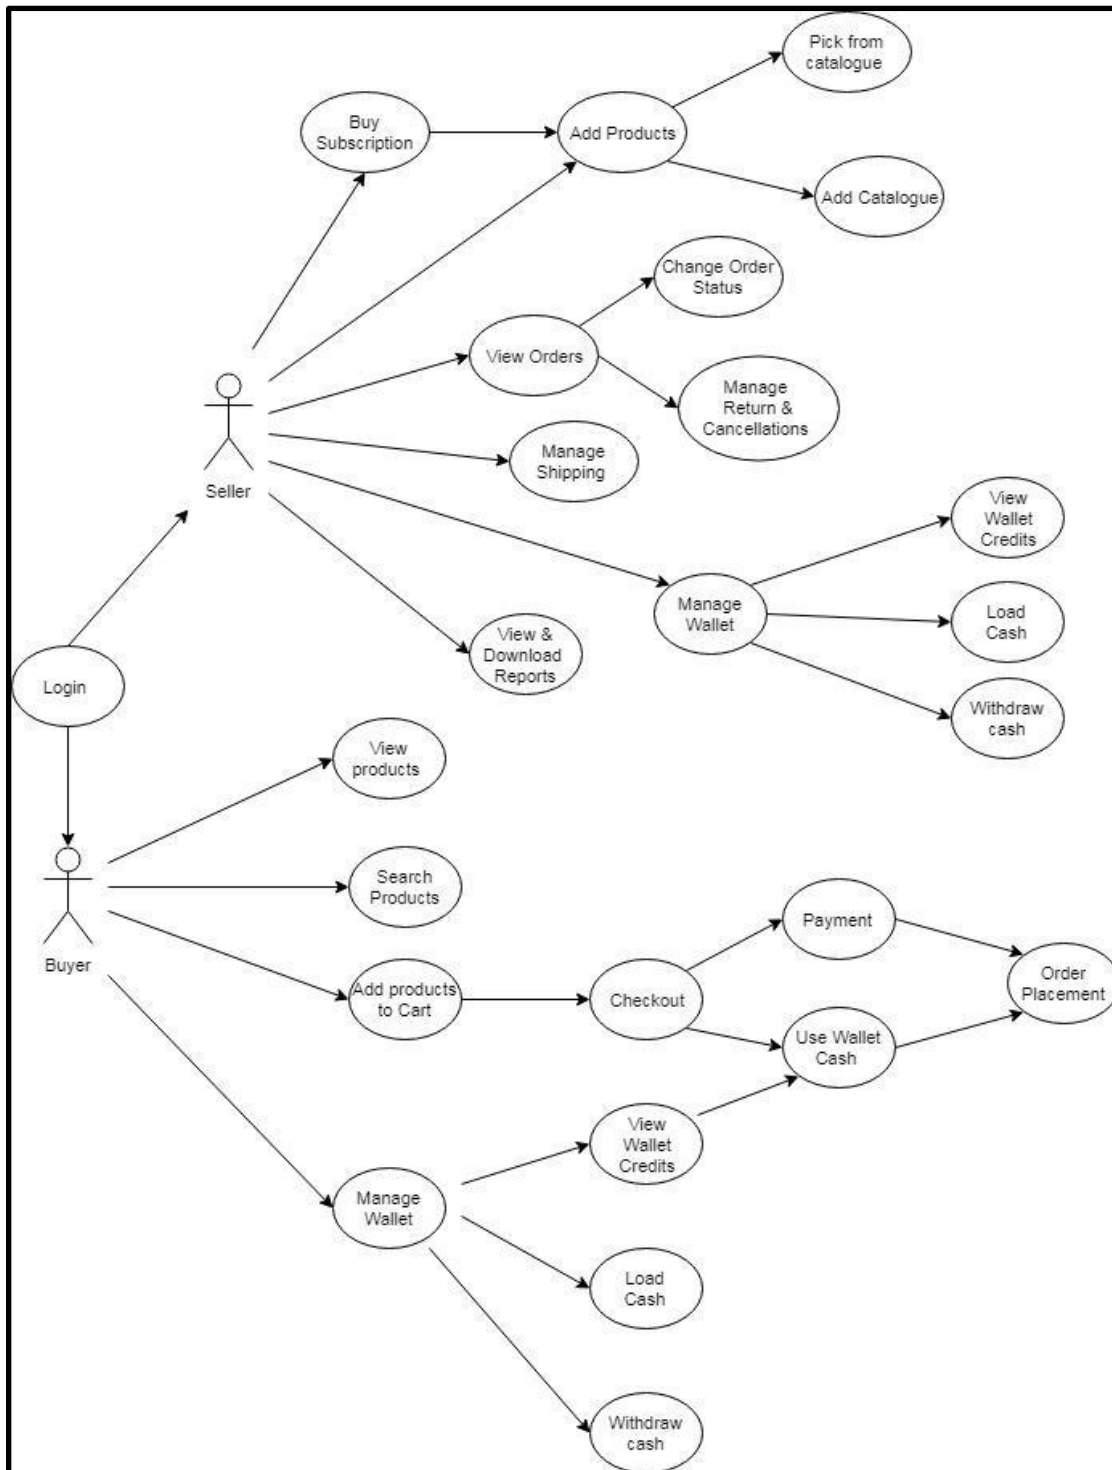 Pick from
catalogue
Buy
Subscription
Add Products
Add Catalogue
Change Order
Status
View Orders
Manage
Return &
Cancellations
Manage
Shipping
Seller
View
Wallet
Credits
Manage
Wallet
Load
Cash
View &
Download
Reports
Login
Withdraw
cash
View
products
Search
Products
Payment
Buyer
Add products
to Cart
Checkout
Order
Placement
Use Wallet
Cash
View
Wallet
Credits
Manage
Wallet
Load
Cash
Withdraw
cash